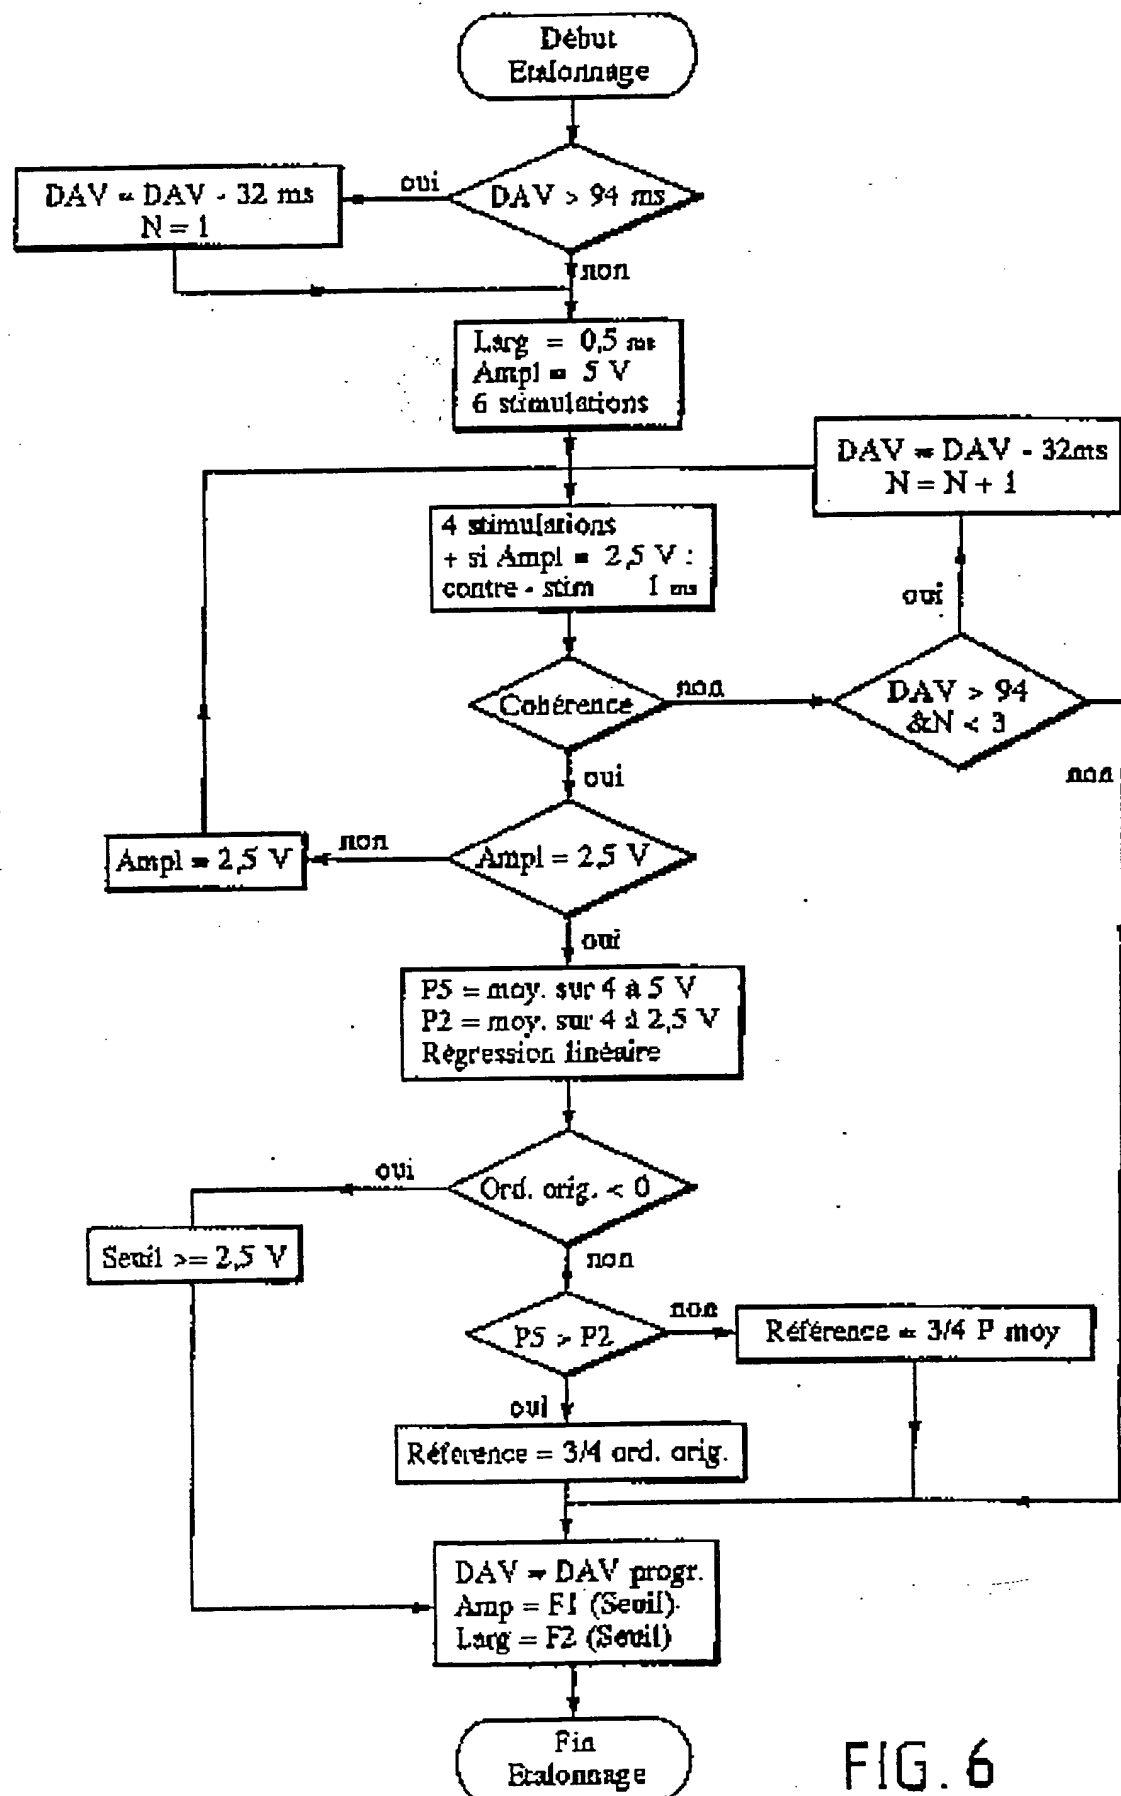 Début
Etalonnage
DAV > 94 ms
oui
DAV = DAV - 32 ms
N = 1
non
Larg = 0,5 ms
Ampl = 5 V
6 stimulations
DAV = DAV - 32ms
N = N + 1
4 stimulations
+ si Ampl = 2,5 V :
contre - stim 1 ms
oui
Cohérence
non
DAV > 94
&N < 3
non
oui
Ampl = 2,5 V
non
Ampl = 2,5 V
oui
P5 = moy. sur 4 à 5 V
P2 = moy. sur 4 à 2,5 V
Régression linéaire
oui
Ord. orig. < 0
Seuil >= 2,5 V
non
P5 > P2
non
Référence = 3/4 P moy
oui
Référence = 3/4 ord. orig.
DAV = DAV progr.
Amp = F1 (Seuil)
Larg = F2 (Seuil)
Fin
Etalonnage
FIG. 6